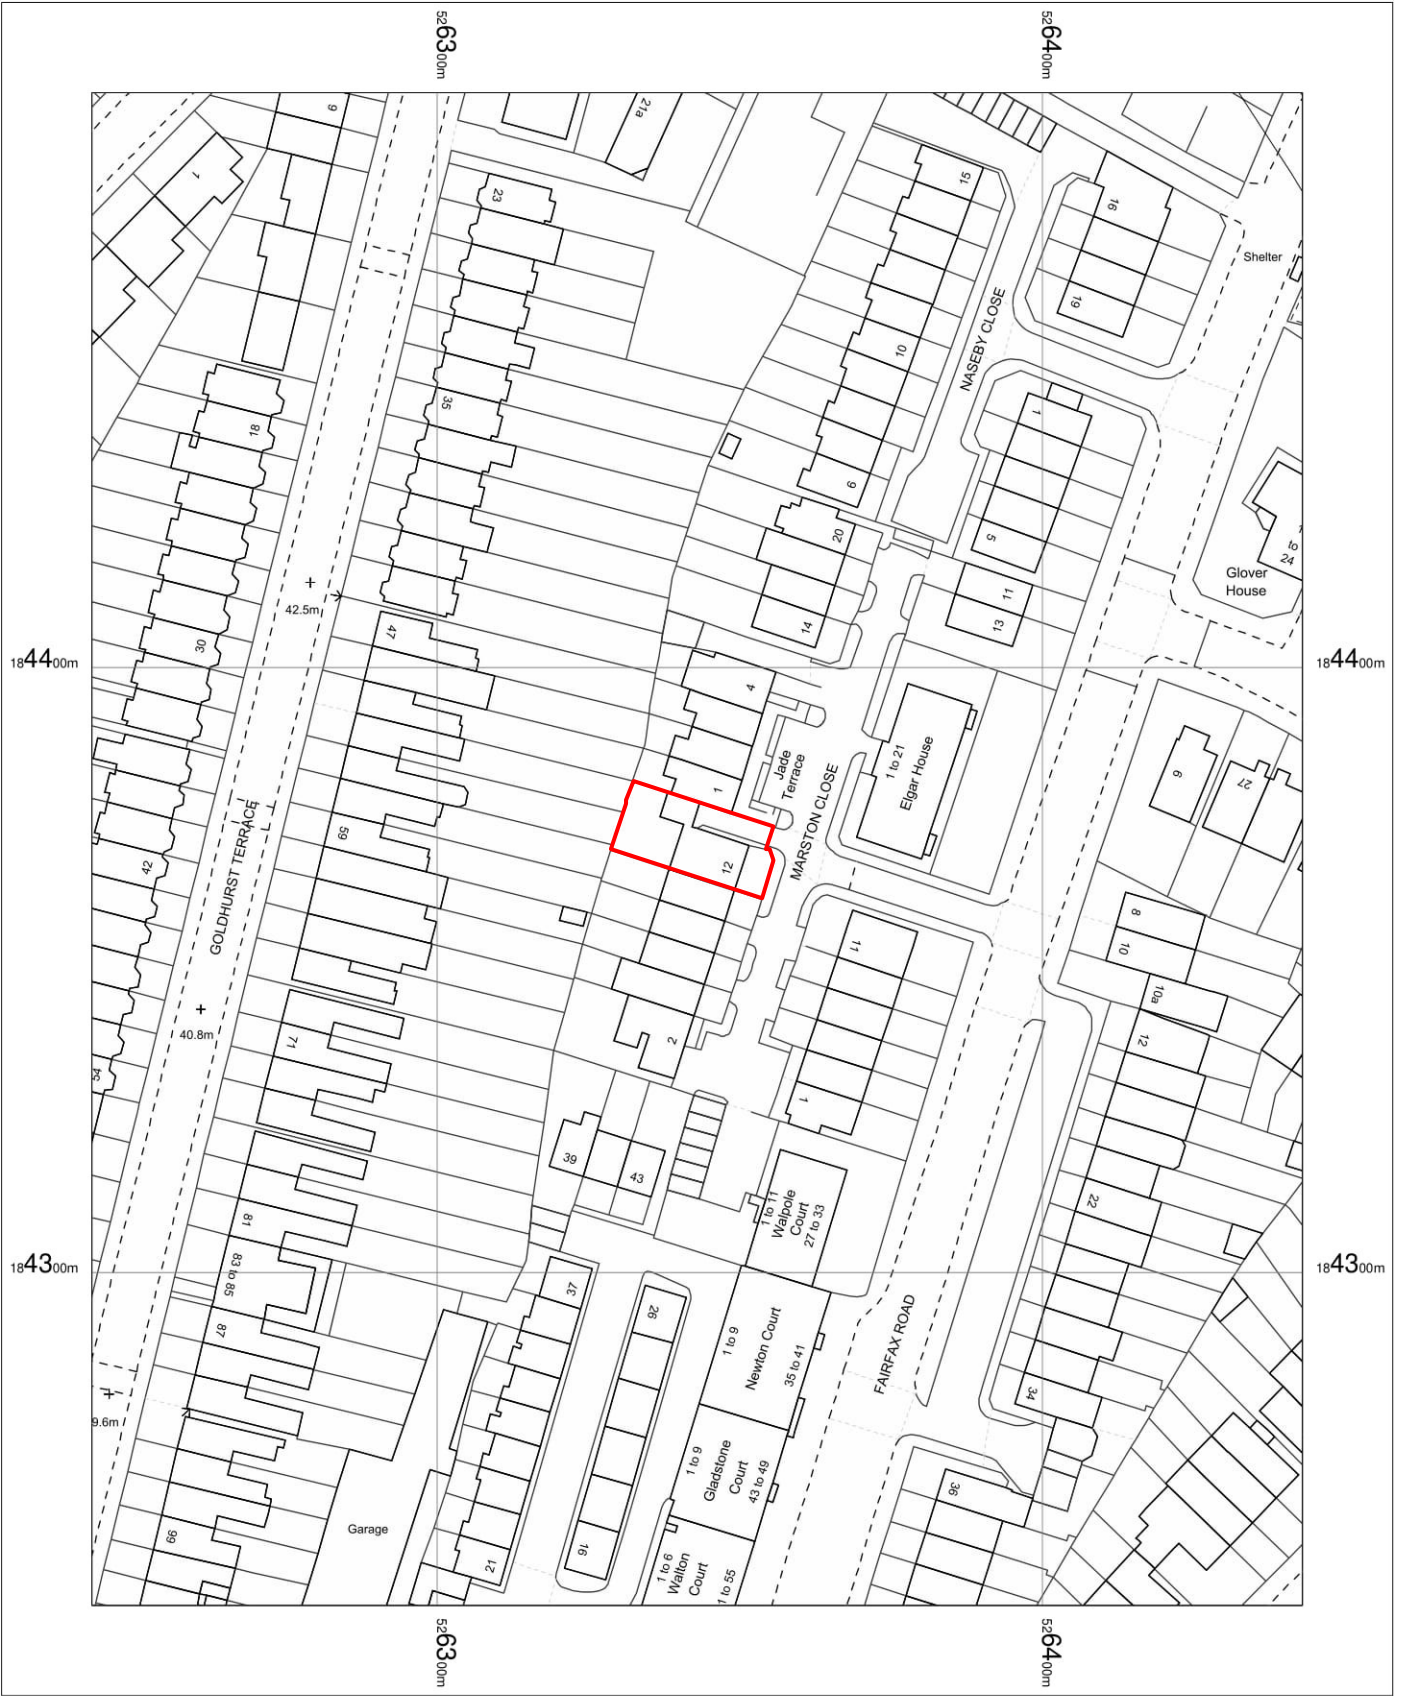 526300m
526400m
9
21a
1
23
15
16
Shelter
19
NASEBY CLOSE
10
35
1
18
9
20
5
1
to
24
Glover
House
11
42.5m
13
47
14
30
184400m
184400m
4
Jade
Terrace
1 to 21
Elgar House
6
27
1
MARSTON CLOSE
59
42
12
GOLDHURST TERRACE
8
11
10
10a
40.8m
71
2
12
54
1
39
43
1 to 11
Walpole
Court
27 to 33
22
81
184300m
184300m
83 to 85
37
26
87
1 to 9
Newton Court
35 to 41
FAIRFAX ROAD
34
9.6m
1 to 9
Gladstone
Court
43 to 49
36
Garage
99
16
21
1 to 6
Walton
Court
1 to 55
526300m
526400m